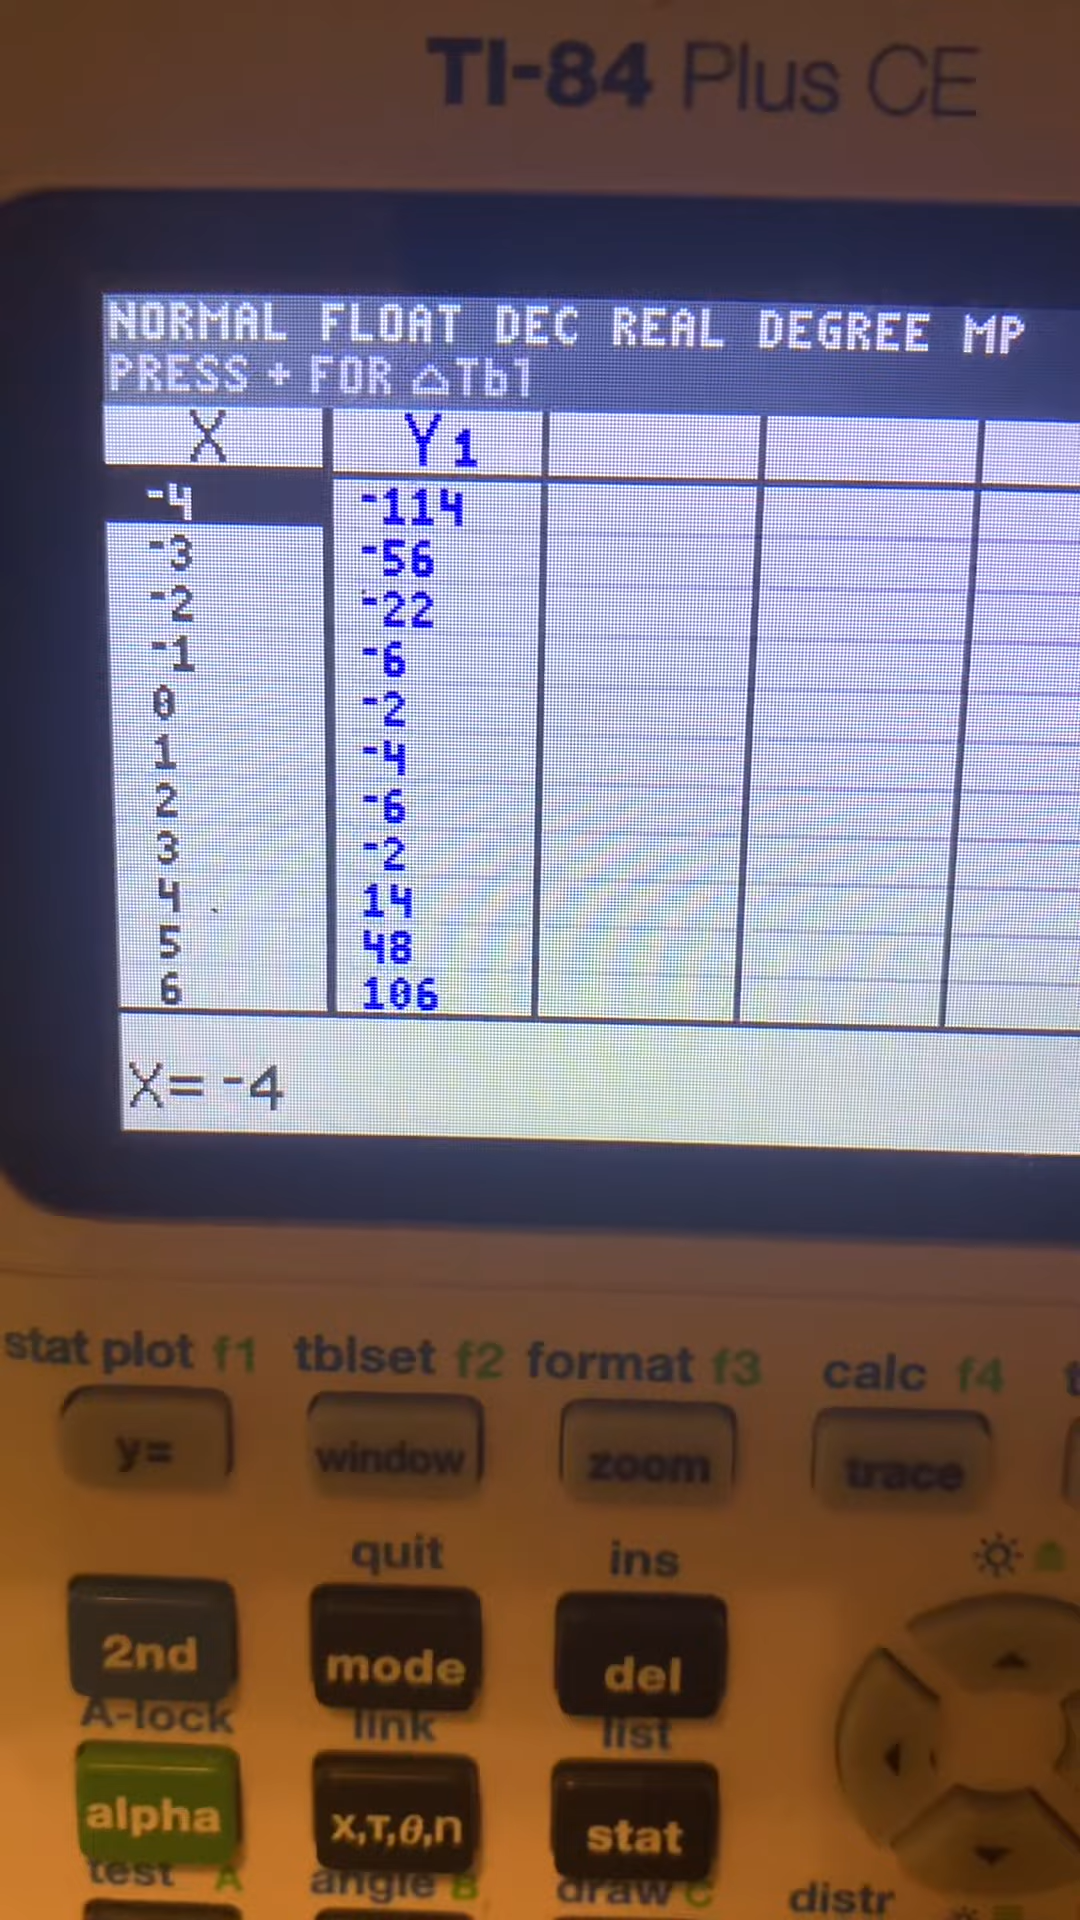 TI-84 Plus CE
NORMAL FLOAT DEC REAL DEGREE MP
PRESS + FOR △Tbl
X Y1
-4 -114
-3 -56
-2 -22
-1 -6
0 -2
1 -4
2 -6
3 -2
4 14
5 48
6 106
X= -4
stat plot f1 tblset f2 format f3 calc f4
y= window zoom trace
quit ins
2nd mode del
A-lock link list
alpha X,T,θ,n stat
test A angle B draw C distr